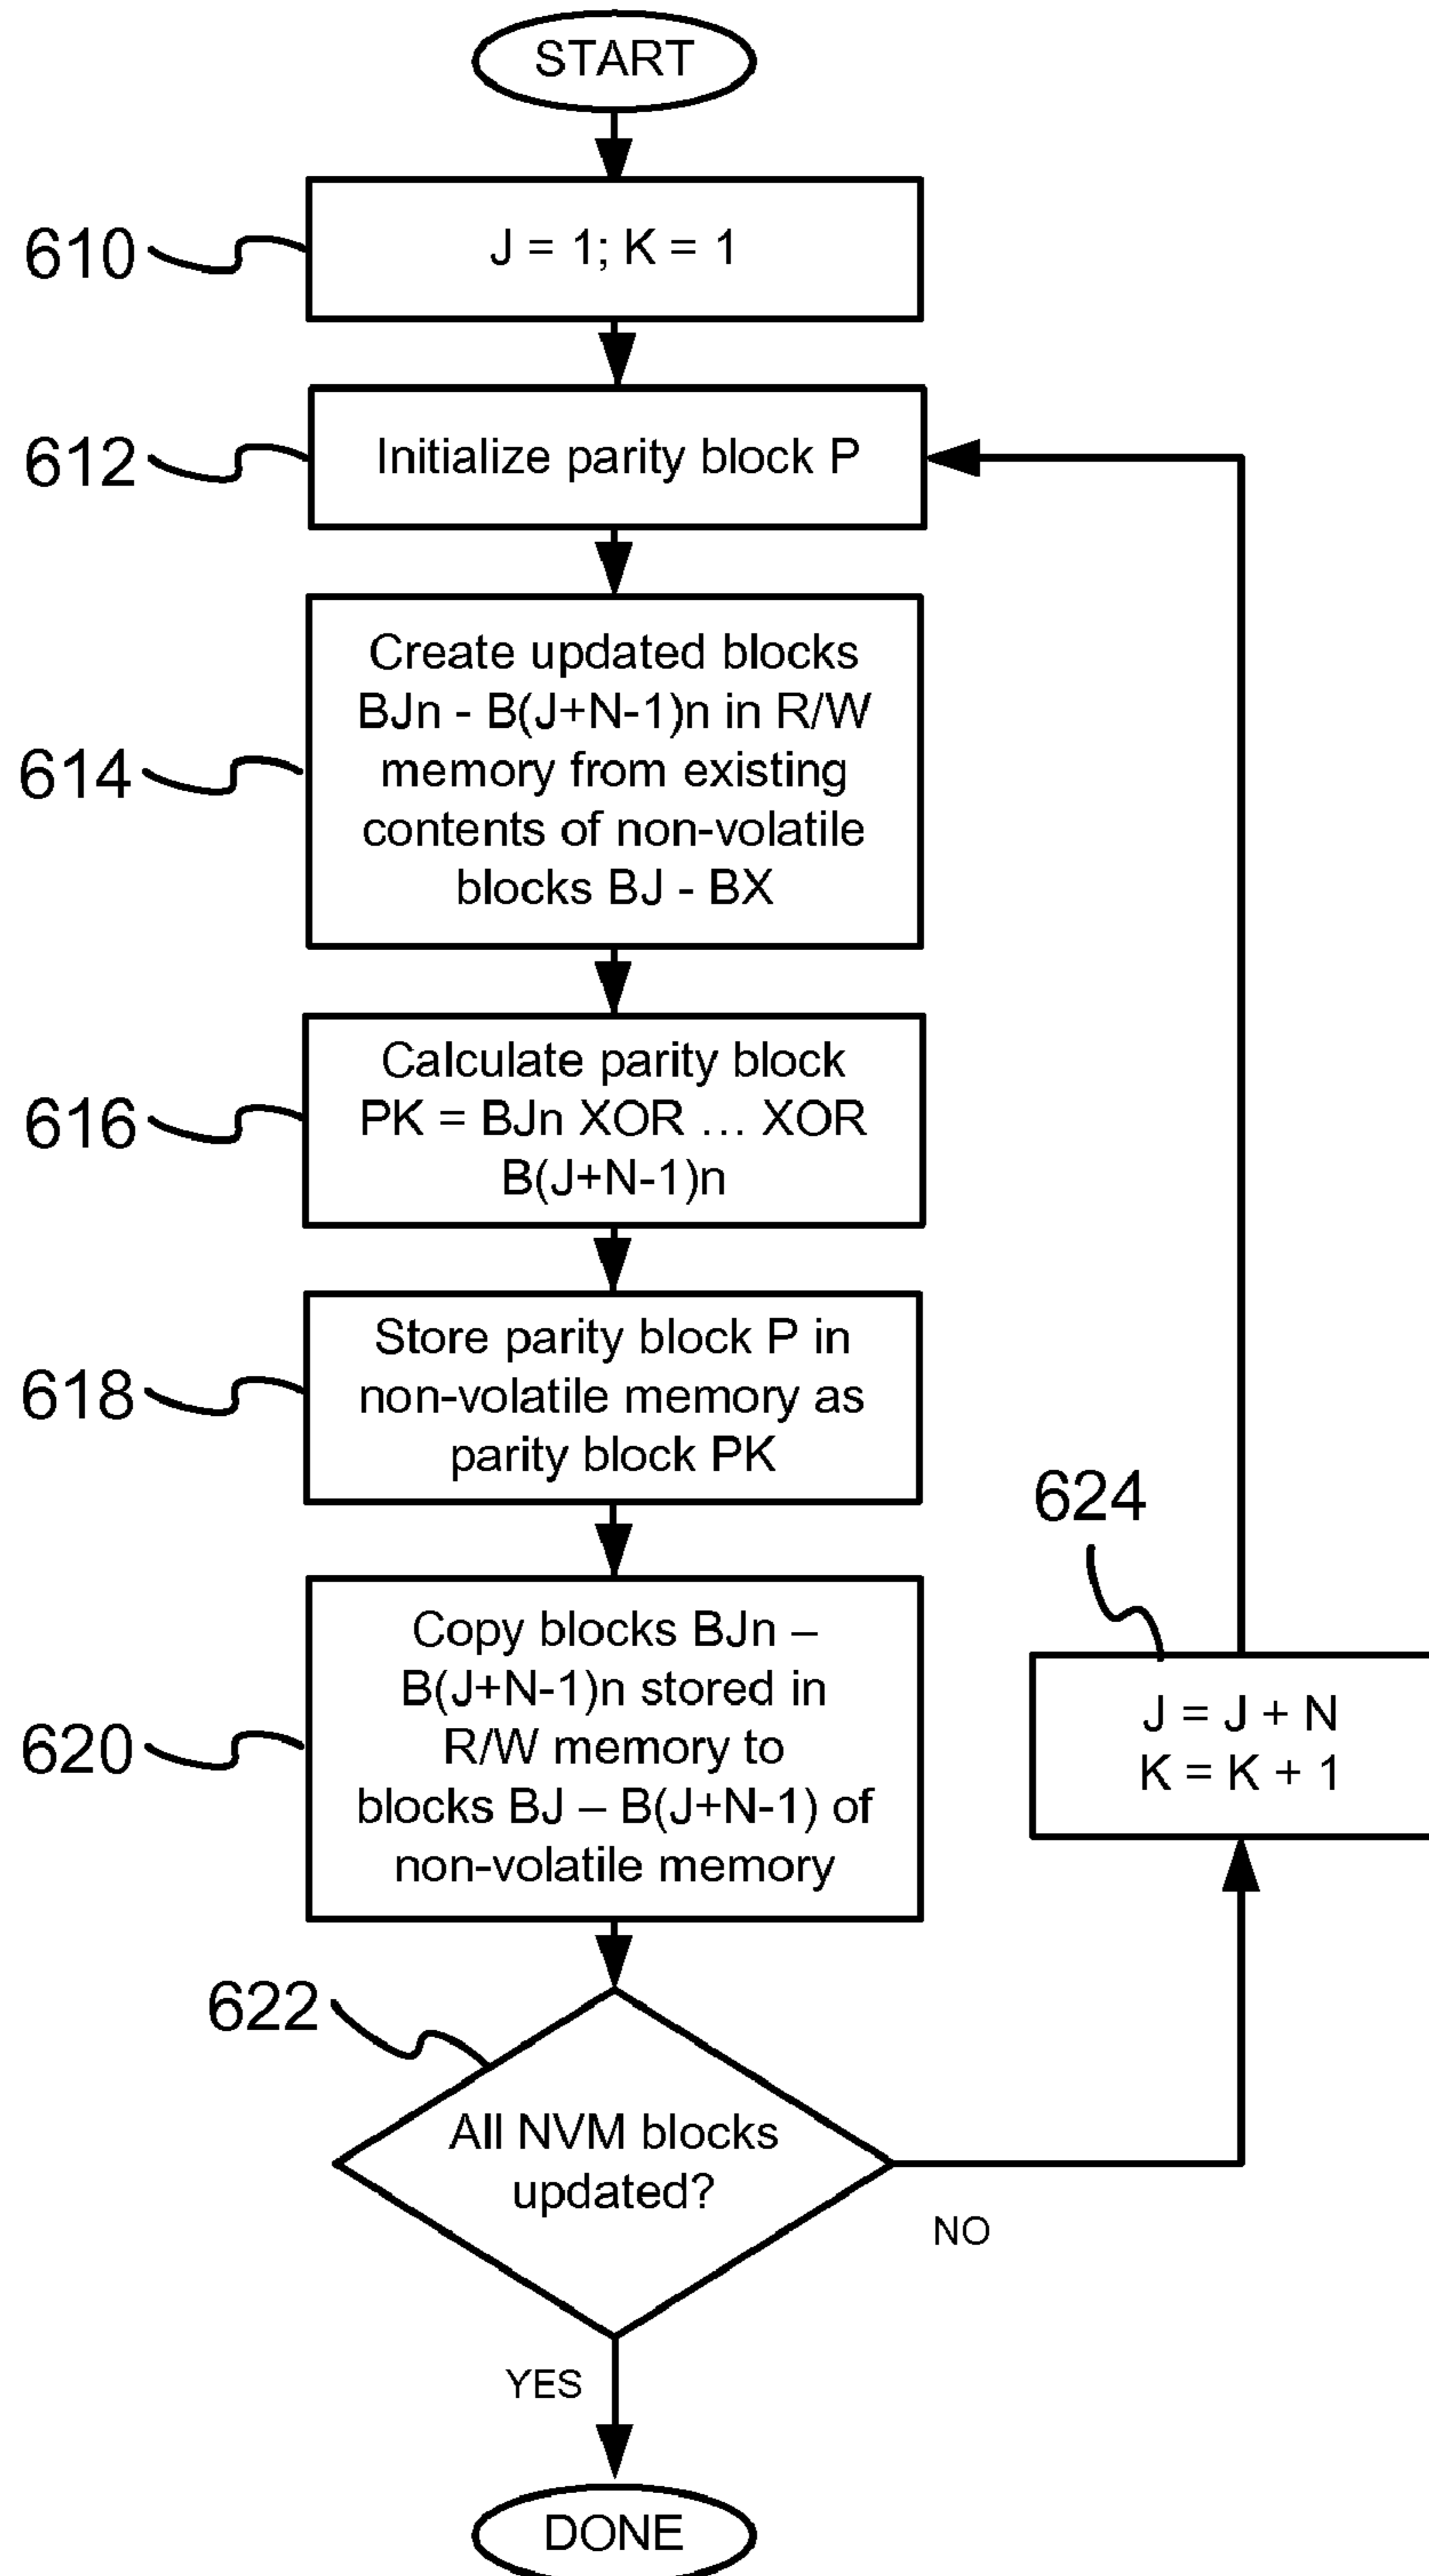 START
610
J = 1; K = 1
612
Initialize parity block P
614
Create updated blocks
BJn - B(J+N-1)n in R/W
memory from existing
contents of non-volatile
blocks BJ - BX
616
Calculate parity block
PK = BJn XOR ... XOR
B(J+N-1)n
618
Store parity block P in
non-volatile memory as
parity block PK
620
Copy blocks BJn –
B(J+N-1)n stored in
R/W memory to
blocks BJ – B(J+N-1) of
non-volatile memory
624
J = J + N
K = K + 1
622
All NVM blocks
updated?
NO
YES
DONE